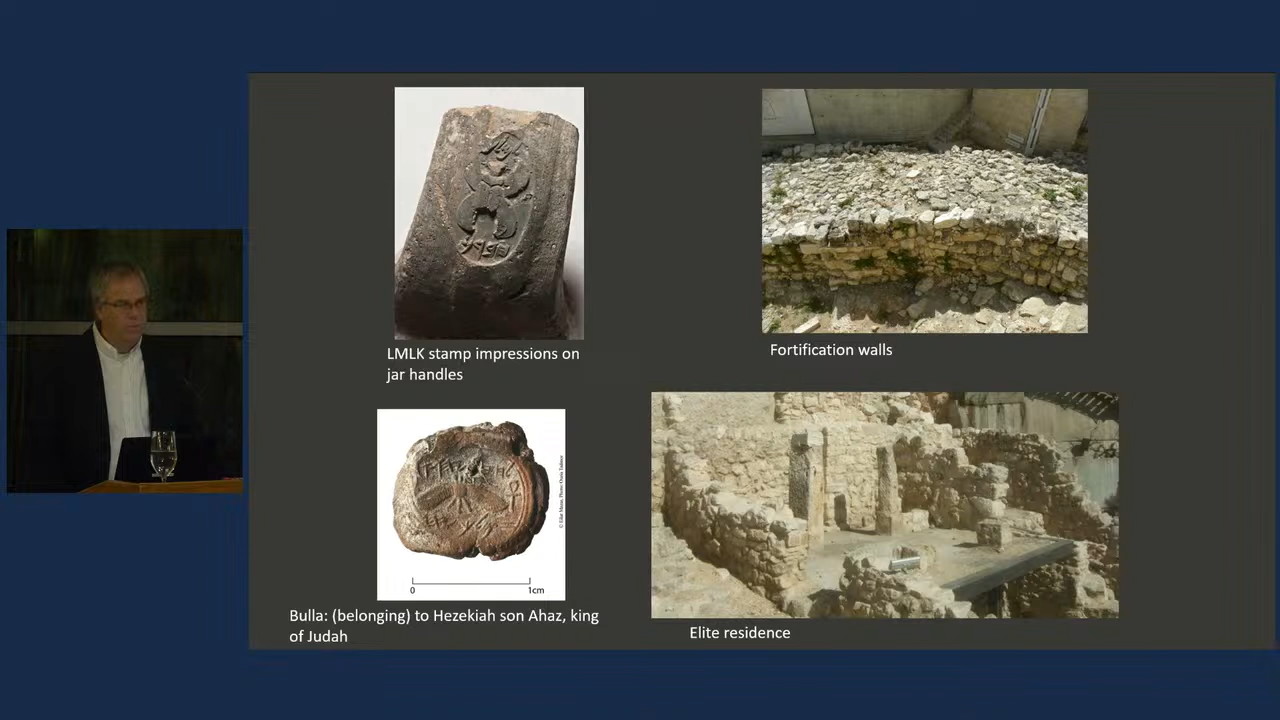 LMLK stamp impressions on
jar handles
Fortification walls
0
1cm
Bulla: (belonging) to Hezekiah son Ahaz, king
of Judah
Elite residence